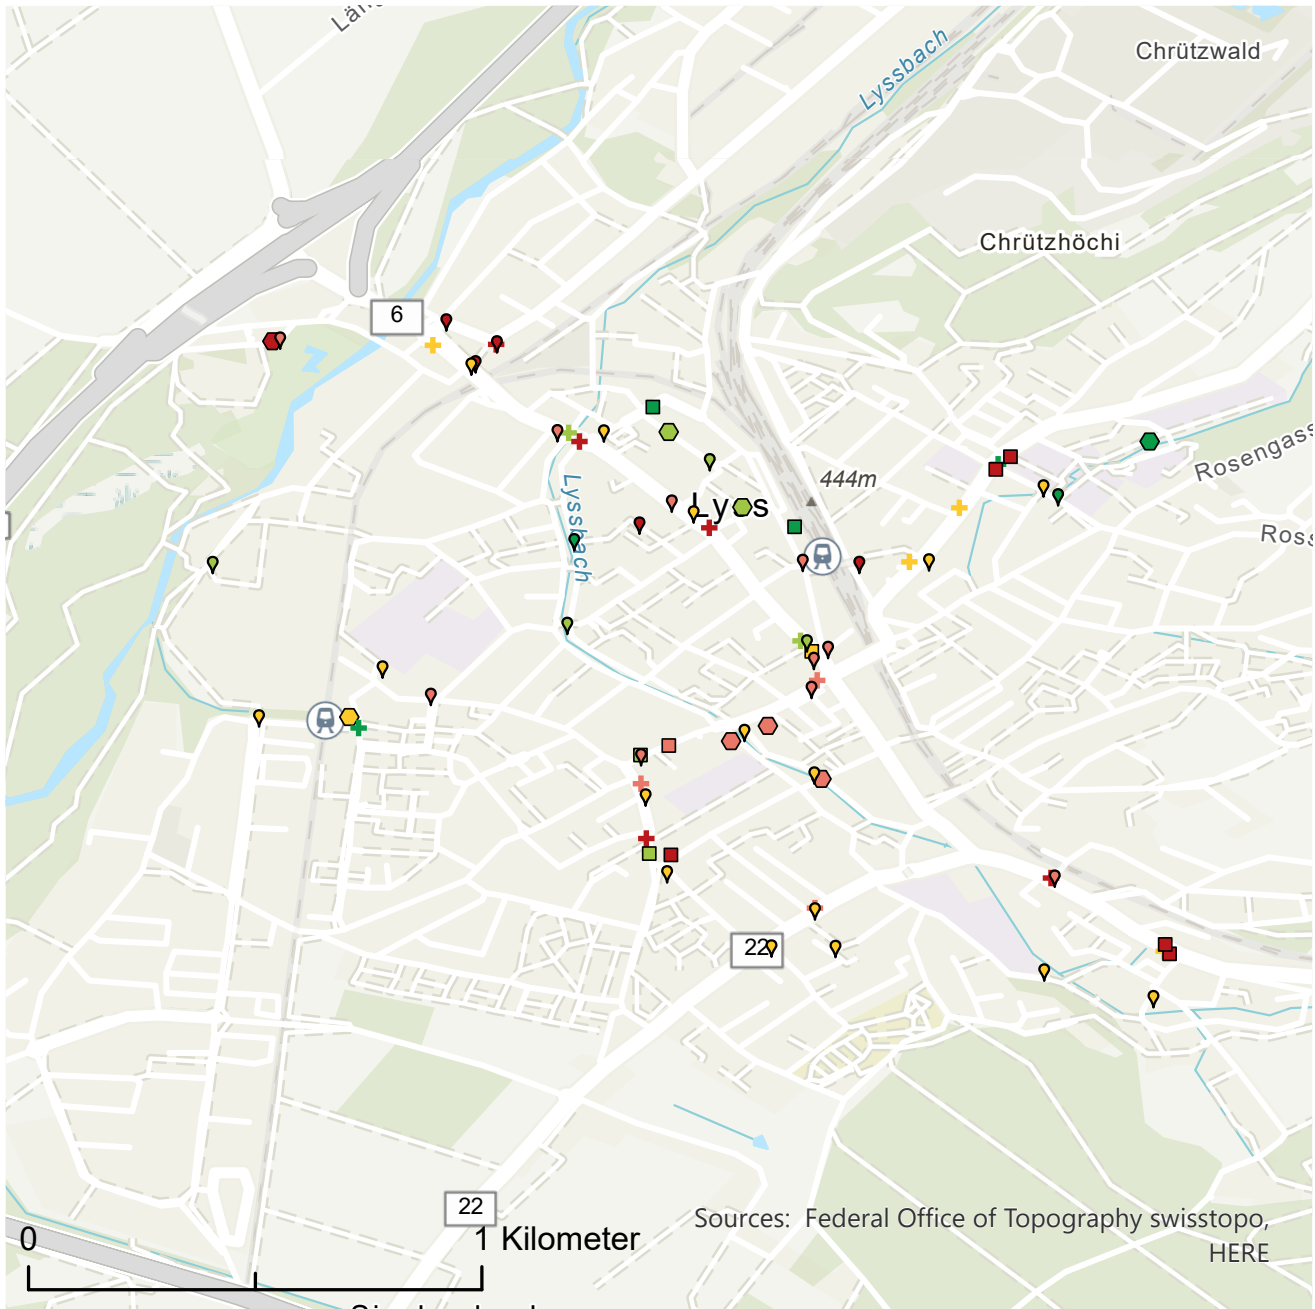 Chrützwald
Lyssbach
Chrützhöchi
6
Rosengass
444m
Lyss
Lyssbach
Ross
22
22
Sources: Federal Office of Topography swisstopo,
HERE
0
1 Kilometer